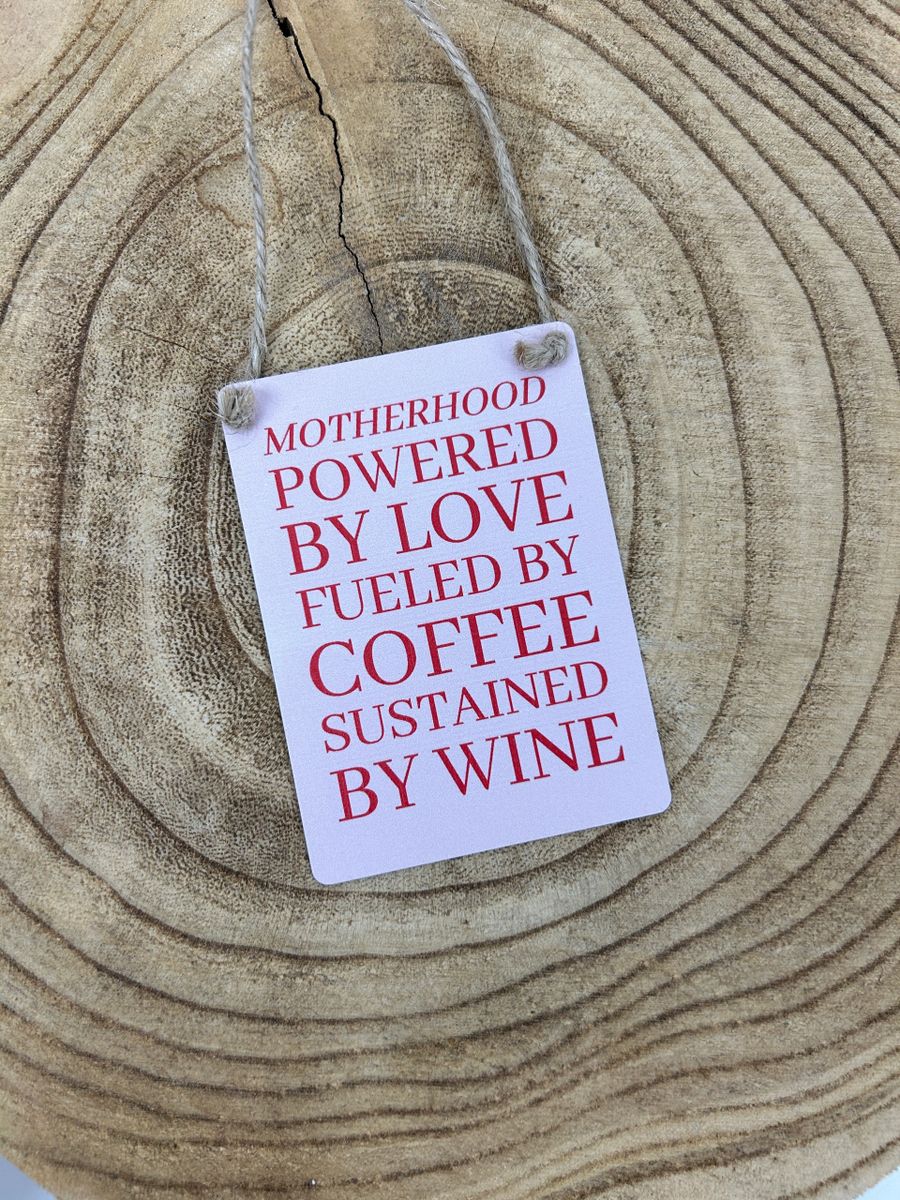 MOTHERHOOD
POWERED
BY LOVE
FUELED BY
COFFEE
SUSTAINED
BY WINE